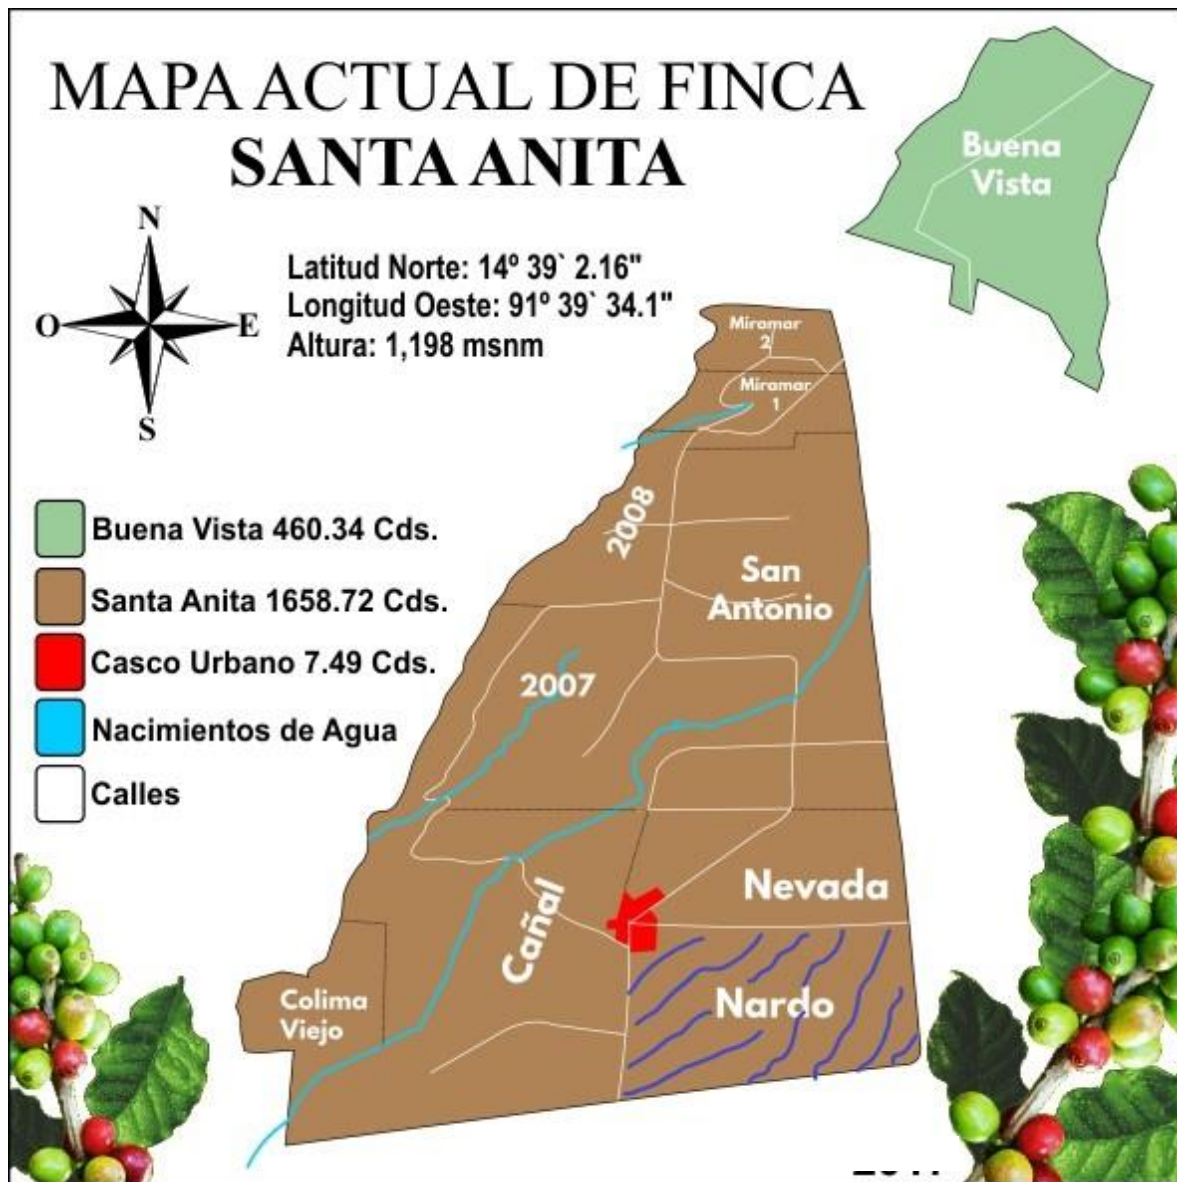 MAPA ACTUAL DE FINCA
SANTA ANITA
N
O
E
S
Latitud Norte: 14º 39` 2.16"
Longitud Oeste: 91º 39` 34.1"
Altura: 1,198 msnm
Buena Vista 460.34 Cds.
Santa Anita 1658.72 Cds.
Casco Urbano 7.49 Cds.
Nacimientos de Agua
Calles
Buena
Vista
Miramar
2
Miramar
1
2008
San
Antonio
2007
Nevada
Cañal
Nardo
Colima
Viejo